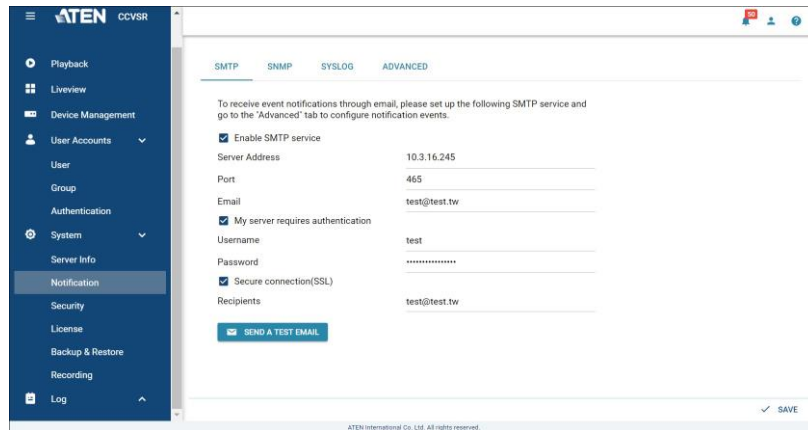 ATEN CCVSR
50
Playback
Liveview
Device Management
User Accounts
User
Group
Authentication
System
Server Info
Notification
Security
License
Backup & Restore
Recording
Log
SMTP SNMP SYSLOG ADVANCED
To receive event notifications through email, please set up the following SMTP service and
go to the "Advanced" tab to configure notification events.
Enable SMTP service
Server Address 10.3.16.245
Port 465
Email test@test.tw
My server requires authentication
Username test
Password ••••••••••••••••
Secure connection(SSL)
Recipients test@test.tw
SEND A TEST EMAIL
SAVE
ATEN International Co. Ltd. All rights reserved.